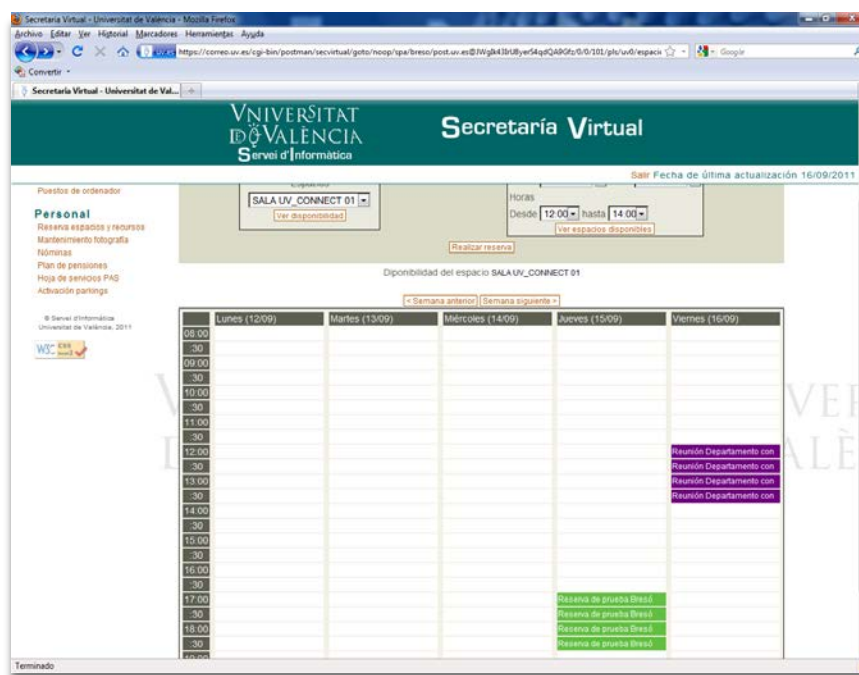 Secretaria Virtual - Universitat de València - Mozilla Firefox
Archivo Editar Ver Historial Marcadores Herramientas Ayuda
Google
Convertir
Secretaria Virtual - Universitat de Val...
VNIVERSITAT
DE VALÈNCIA
Servei d'Informàtica
Secretaría Virtual
Salir Fecha de última actualización 16/09/2011
Puestos de ordenador
Personal
Reserva espacios y recursos
Mantenimiento fotografía
Nóminas
Plan de pensiones
Hoja de servicios PAS
Activación parkings
© Servei d'Informàtica
Universitat de València, 2011
W3C CSS
SALA UV_CONNECT 01
Ver disponibilidad
Horas
Desde 12:00 hasta 14:00
Ver espacios disponibles
Realizar reserva
Diponibilidad del espacio SALA UV_CONNECT 01
< Semana anterior Semana siguiente >
Lunes (12/09) Martes (13/09) Miércoles (14/09) Jueves (15/09) Viernes (16/09)
08:00
:30
09:00
:30
10:00
:30
11:00
:30
12:00 Reunión Departamento con
:30 Reunión Departamento con
13:00 Reunión Departamento con
:30 Reunión Departamento con
14:00
:30
15:00
:30
16:00
:30
17:00 Reserva de prueba Bresó
:30 Reserva de prueba Bresó
18:00 Reserva de prueba Bresó
:30 Reserva de prueba Bresó
Terminado